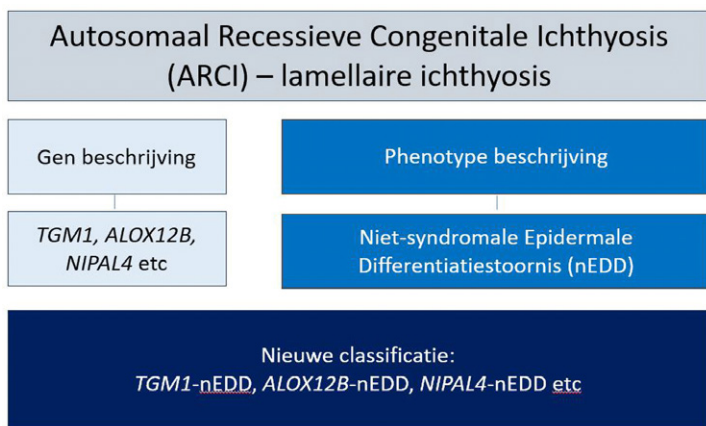 Autosomaal Recessieve Congenitale Ichthyosis
(ARCI) – lamellaire ichthyosis
Gen beschrijving
Phenotype beschrijving
TGM1, ALOX12B,
NIPAL4 etc
Niet-syndromale Epidermale
Differentiatiestoornis (nEDD)
Nieuwe classificatie:
TGM1-nEDD, ALOX12B-nEDD, NIPAL4-nEDD etc